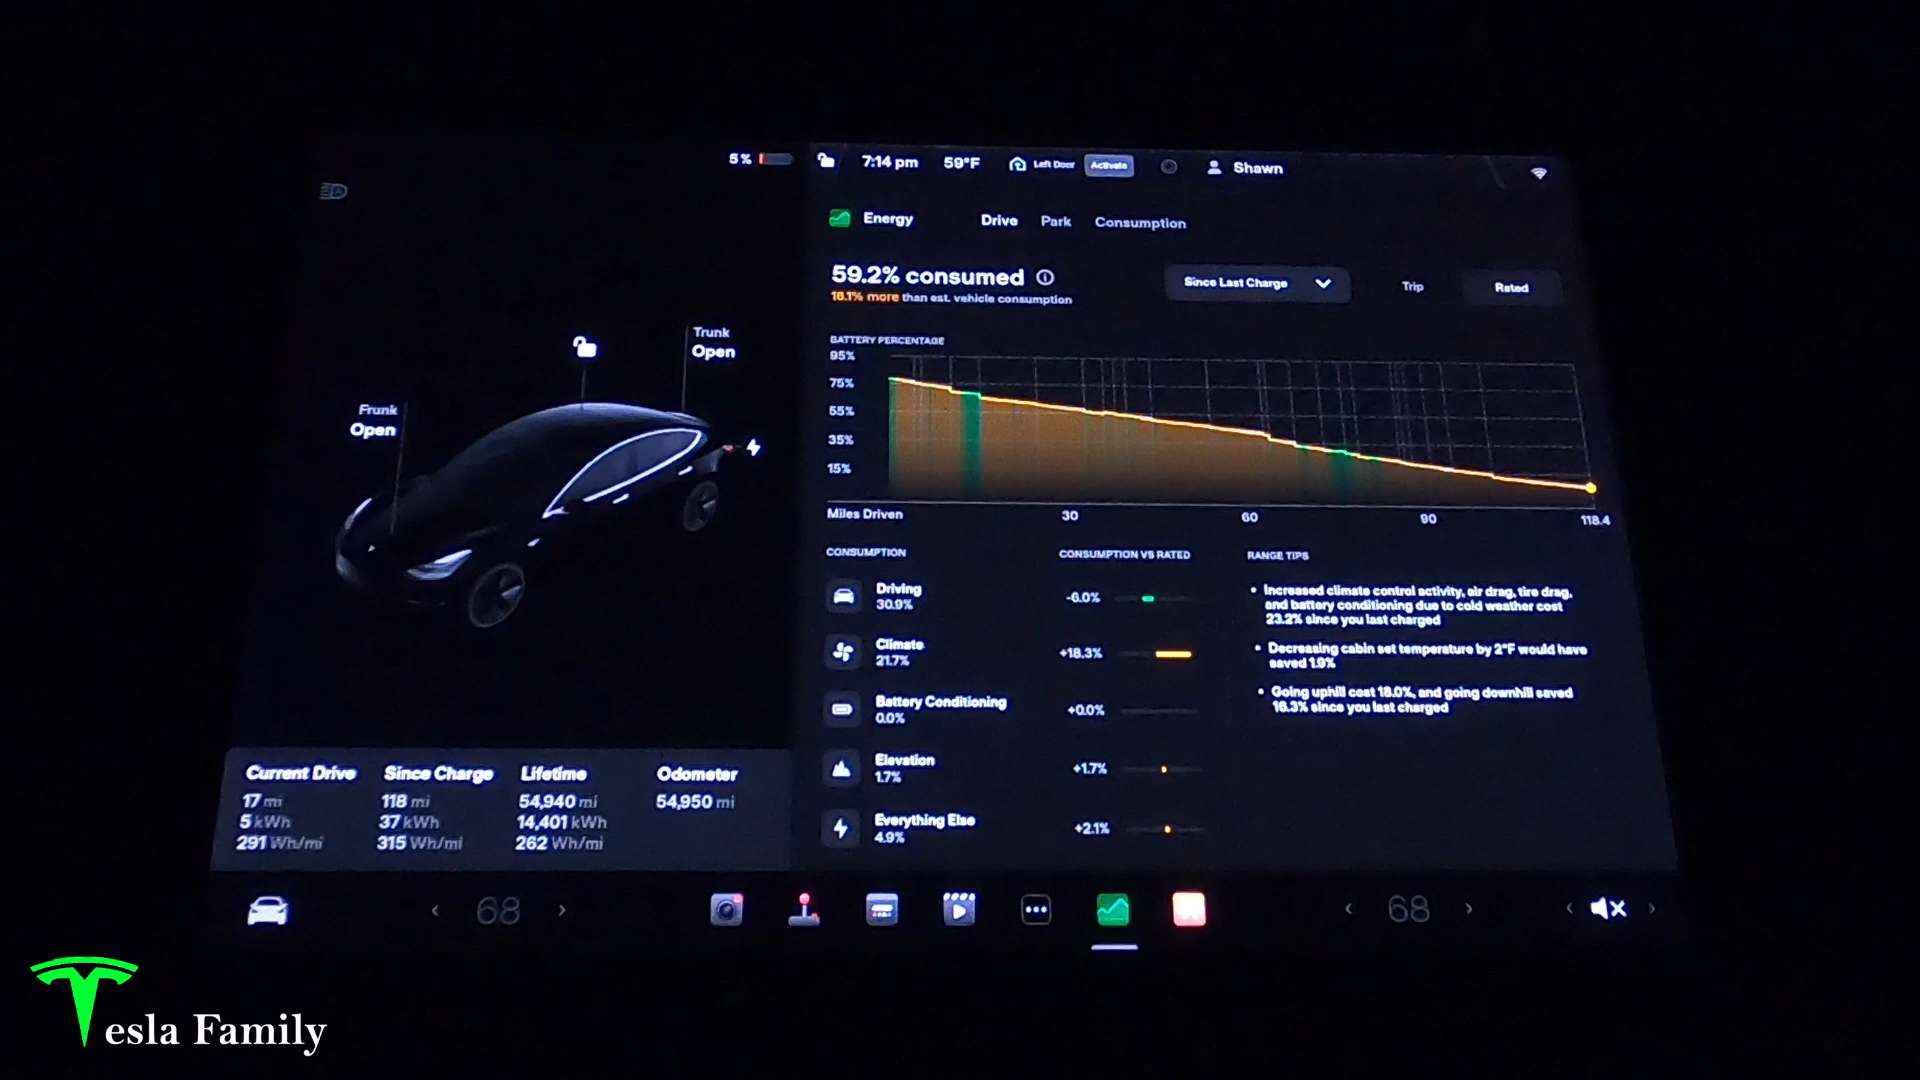 5%
7:14 pm
59°F
Left Door
Activate
Shawn
Energy
Drive
Park
Consumption
59.2% consumed
16.1% more than est. vehicle consumption
Since Last Charge
Trip
Rated
Trunk
Open
Frunk
Open
BATTERY PERCENTAGE
95%
75%
55%
35%
15%
Miles Driven
30
60
90
118.4
CONSUMPTION
CONSUMPTION VS RATED
RANGE TIPS
Driving
30.9%
-6.0%
Climate
21.7%
+18.3%
Battery Conditioning
0.0%
+0.0%
Elevation
1.7%
+1.7%
Everything Else
4.9%
+2.1%
• Increased climate control activity, air drag, tire drag,
and battery conditioning due to cold weather cost
23.2% since you last charged
• Decreasing cabin set temperature by 2°F would have
saved 1.9%
• Going uphill cost 18.0%, and going downhill saved
16.3% since you last charged
Current Drive
17 mi
5 kWh
291 Wh/mi
Since Charge
118 mi
37 kWh
315 Wh/mi
Lifetime
54,940 mi
14,401 kWh
262 Wh/mi
Odometer
54,950 mi
68
68
Tesla Family